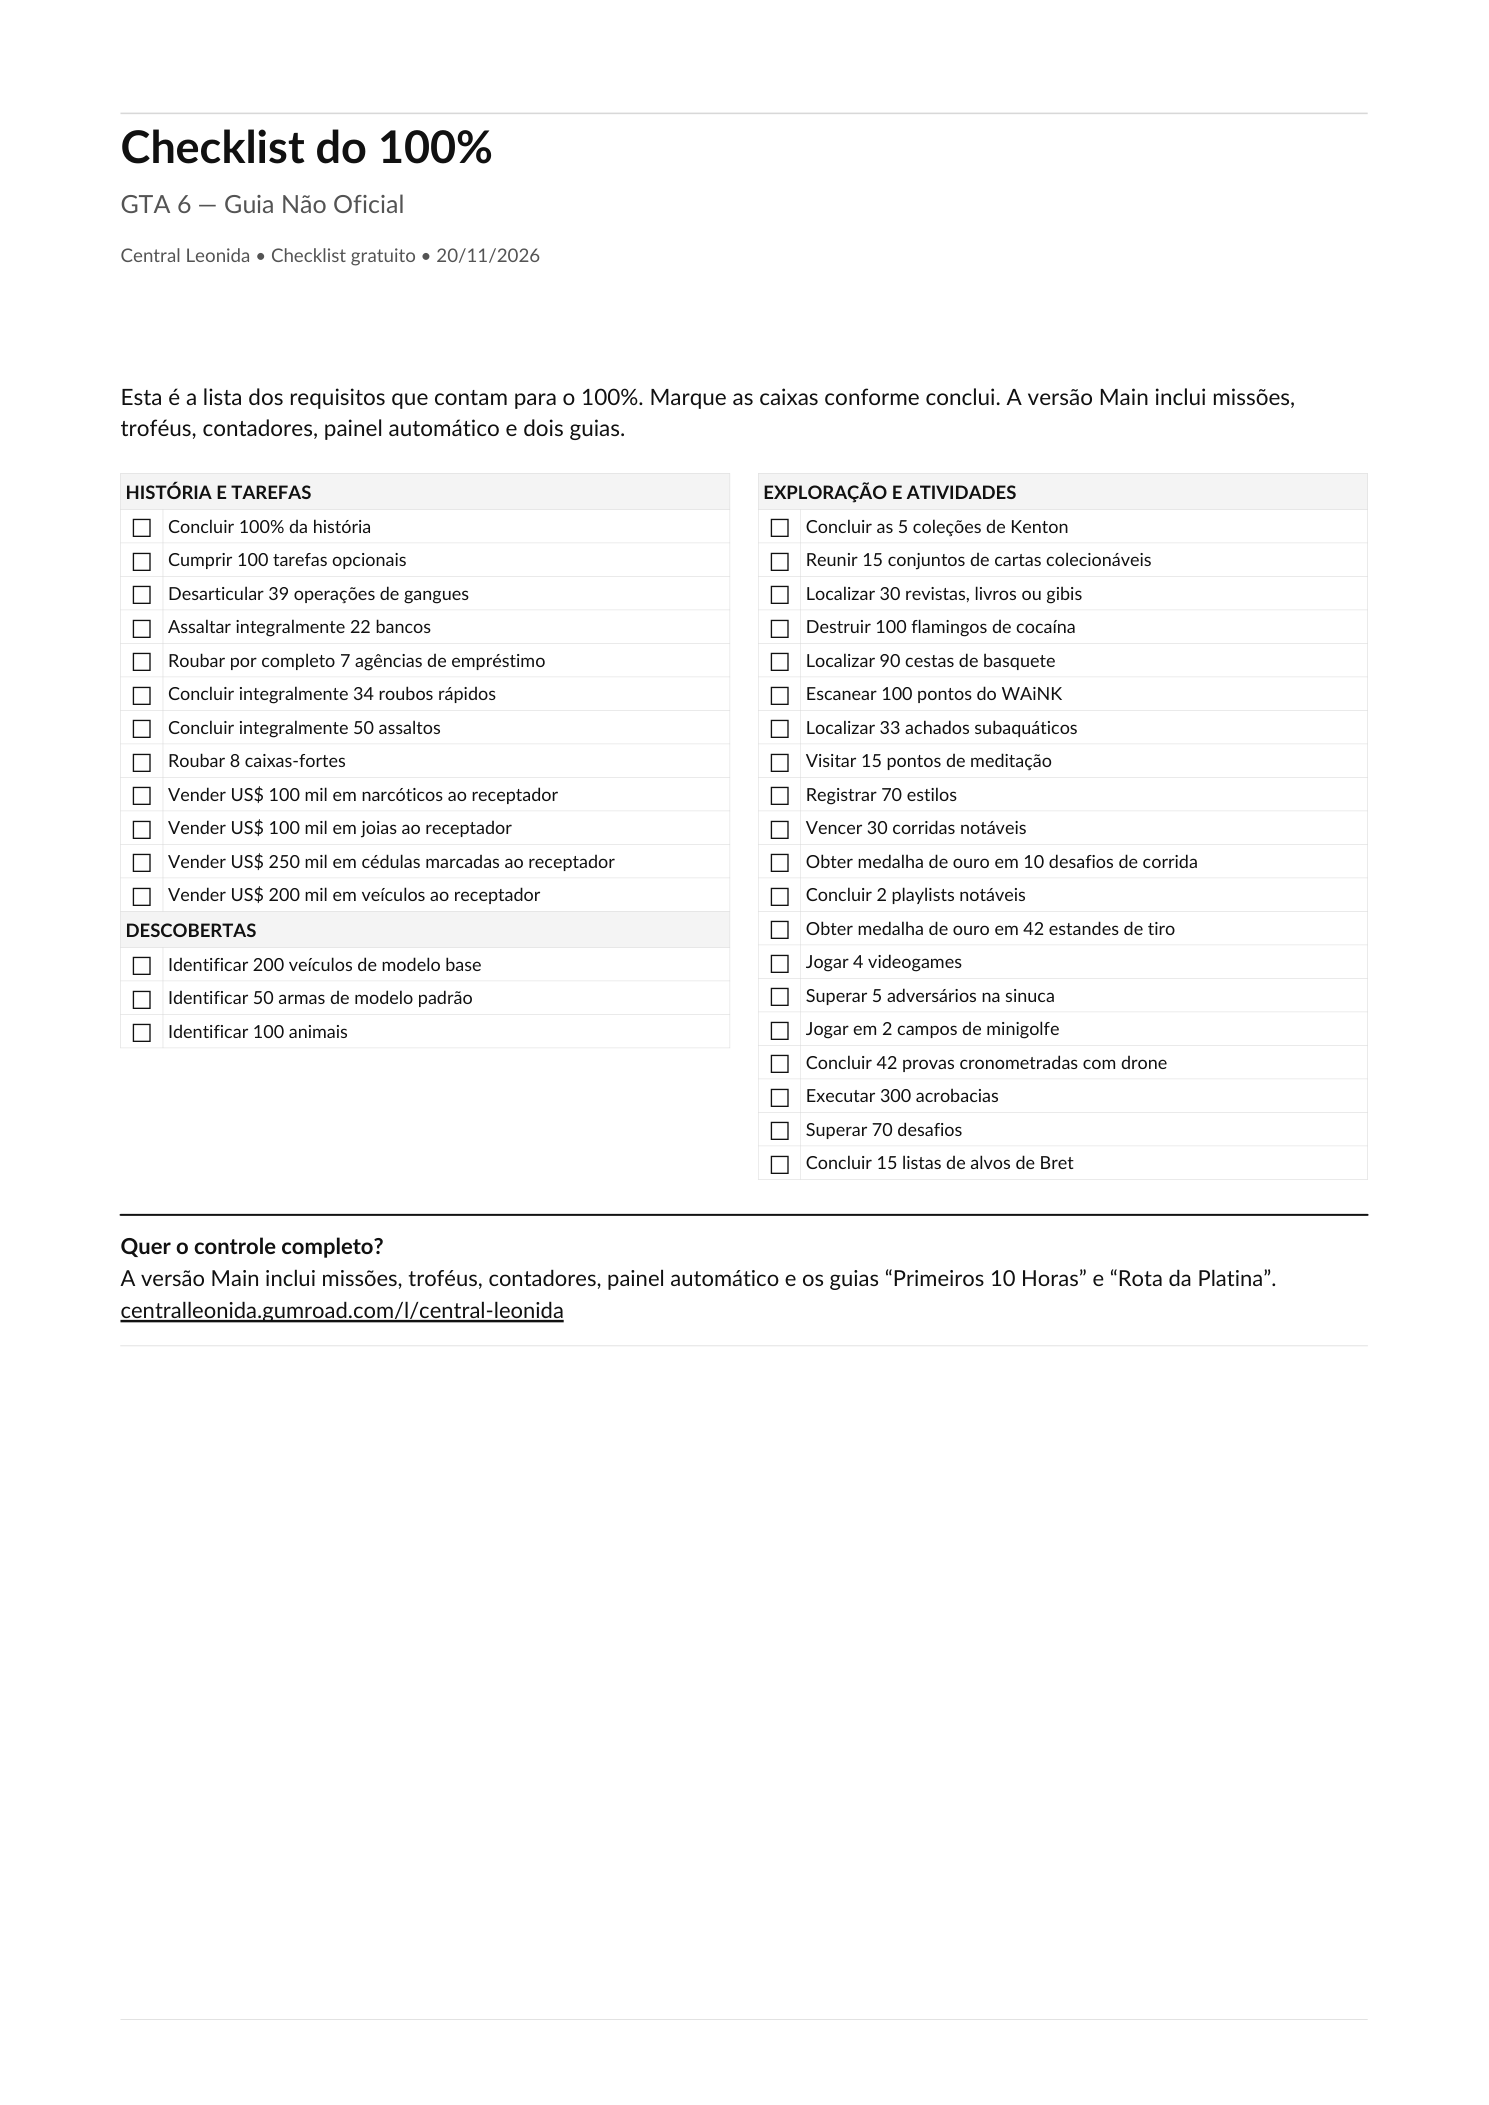 Checklist do 100%
GTA 6 — Guia Não Oficial
Central Leonida • Checklist gratuito • 20/11/2026
Esta é a lista dos requisitos que contam para o 100%. Marque as caixas conforme conclui. A versão Main inclui missões,
troféus, contadores, painel automático e dois guias.
HISTÓRIA E TAREFAS
Concluir 100% da história
Cumprir 100 tarefas opcionais
Desarticular 39 operações de gangues
Assaltar integralmente 22 bancos
Roubar por completo 7 agências de empréstimo
Concluir integralmente 34 roubos rápidos
Concluir integralmente 50 assaltos
Roubar 8 caixas-fortes
Vender US$ 100 mil em narcóticos ao receptador
Vender US$ 100 mil em joias ao receptador
Vender US$ 250 mil em cédulas marcadas ao receptador
Vender US$ 200 mil em veículos ao receptador
DESCOBERTAS
Identificar 200 veículos de modelo base
Identificar 50 armas de modelo padrão
Identificar 100 animais
EXPLORAÇÃO E ATIVIDADES
Concluir as 5 coleções de Kenton
Reunir 15 conjuntos de cartas colecionáveis
Localizar 30 revistas, livros ou gibis
Destruir 100 flamingos de cocaína
Localizar 90 cestas de basquete
Escanear 100 pontos do WAiNK
Localizar 33 achados subaquáticos
Visitar 15 pontos de meditação
Registrar 70 estilos
Vencer 30 corridas notáveis
Obter medalha de ouro em 10 desafios de corrida
Concluir 2 playlists notáveis
Obter medalha de ouro em 42 estandes de tiro
Jogar 4 videogames
Superar 5 adversários na sinuca
Jogar em 2 campos de minigolfe
Concluir 42 provas cronometradas com drone
Executar 300 acrobacias
Superar 70 desafios
Concluir 15 listas de alvos de Bret
Quer o controle completo?
A versão Main inclui missões, troféus, contadores, painel automático e os guias “Primeiros 10 Horas” e “Rota da Platina”.
centralleonida.gumroad.com/l/central-leonida